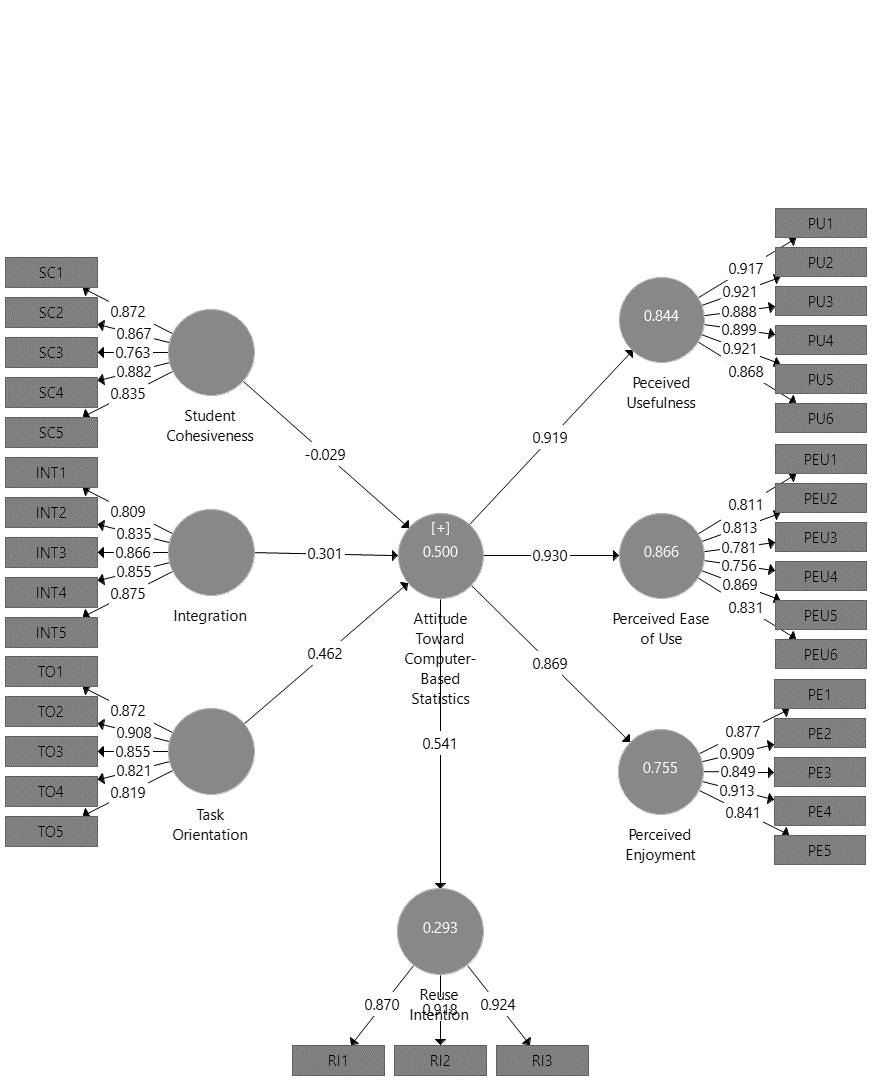 PU1
PU2
PU3
PU4
PU5
PU6
0.917
0.921
0.888
0.899
0.921
0.868
0.844
Peceived
Usefulness
SC1
SC2
SC3
SC4
SC5
0.872
0.867
0.763
0.882
0.835
Student
Cohesiveness
-0.029
0.919
INT1
INT2
INT3
INT4
INT5
0.809
0.835
0.866
0.855
0.875
Integration
0.301
[+]
0.500
Attitude
Toward
Computer-
Based
Statistics
0.930
0.866
Perceived Ease
of Use
0.811
0.813
0.781
0.756
0.869
0.831
PEU1
PEU2
PEU3
PEU4
PEU5
PEU6
TO1
TO2
TO3
TO4
TO5
0.872
0.908
0.855
0.821
0.819
Task
Orientation
0.462
0.869
0.755
Perceived
Enjoyment
0.877
0.909
0.849
0.913
0.841
PE1
PE2
PE3
PE4
PE5
0.541
0.293
Reuse
Intention
0.870
0.918
0.924
RI1
RI2
RI3